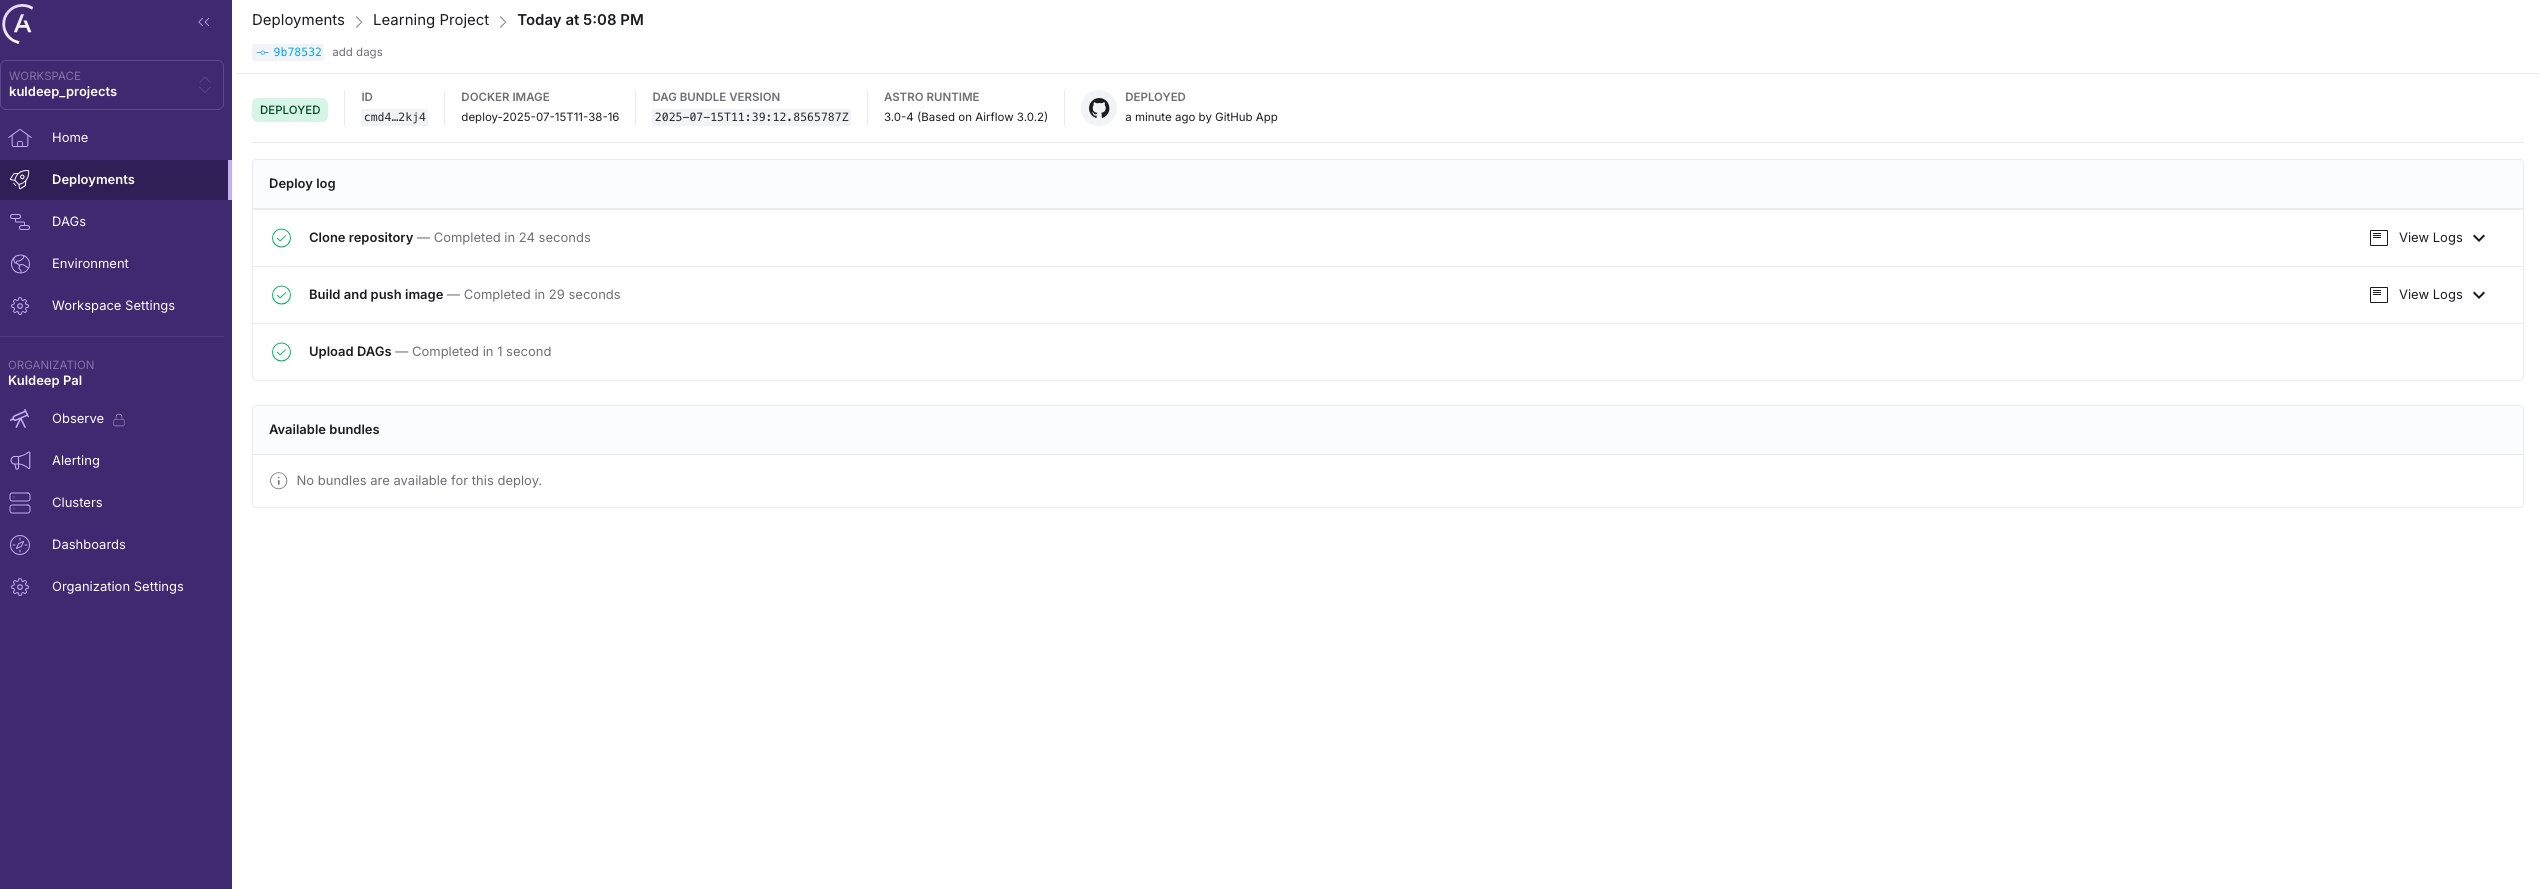 WORKSPACE
kuldeep_projects
Home
Deployments
DAGs
Environment
Workspace Settings
ORGANIZATION
Kuldeep Pal
Observe
Alerting
Clusters
Dashboards
Organization Settings
Deployments > Learning Project > Today at 5:08 PM
9b78532 add dags
DEPLOYED
ID
cmd4…2kj4
DOCKER IMAGE
deploy-2025-07-15T11-38-16
DAG BUNDLE VERSION
2025-07-15T11:39:12.8565787Z
ASTRO RUNTIME
3.0-4 (Based on Airflow 3.0.2)
DEPLOYED
a minute ago by GitHub App
Deploy log
Clone repository — Completed in 24 seconds View Logs
Build and push image — Completed in 29 seconds View Logs
Upload DAGs — Completed in 1 second
Available bundles
No bundles are available for this deploy.